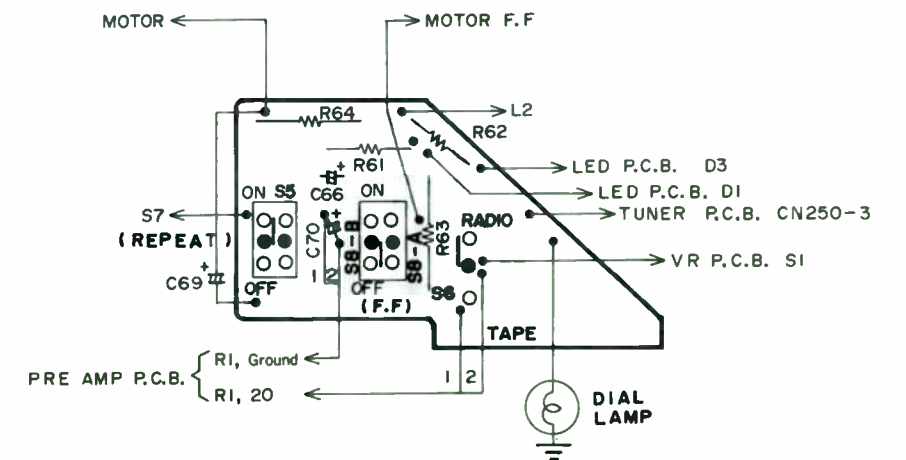 MOTOR
MOTOR F.F
R64
L2
R62
R61
LED P.C.B. D3
C66
ON S5
ON
LED P.C.B. D1
S7
RADIO
TUNER P.C.B. CN250-3
(REPEAT)
C70
S8-B
S8-A
R63
VR P.C.B. S1
C69
1 2
OFF
OFF
S6
(F.F)
TAPE
PRE AMP P.C.B.
R1, Ground
1 2
R1, 20
DIAL
LAMP